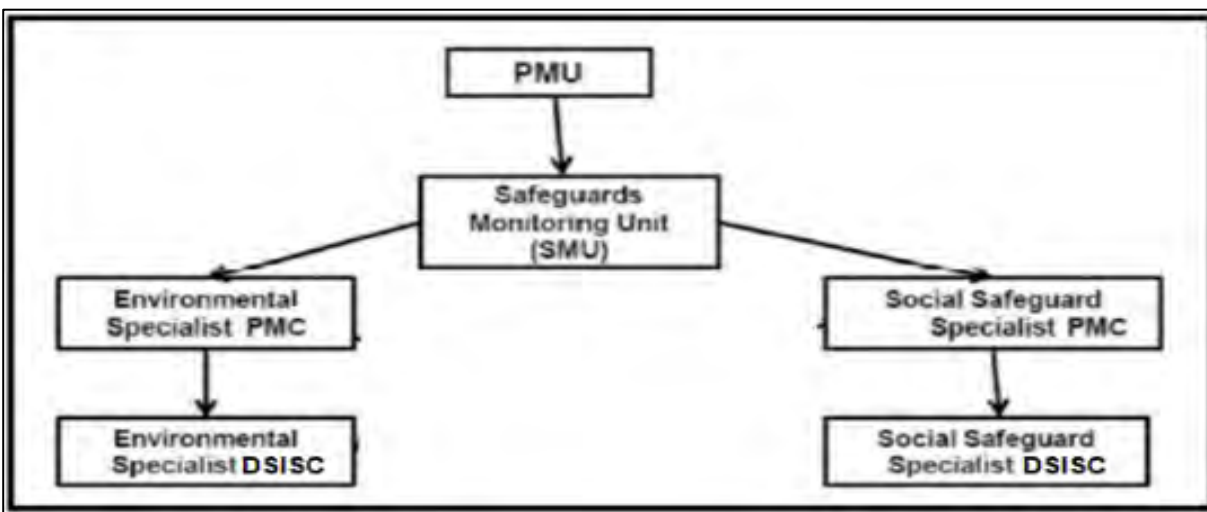 PMU
Safeguards
Monitoring Unit
(SMU)
Environmental
Specialist PMC
Social Safeguard
Specialist PMC
Environmental
Specialist DSISC
Social Safeguard
Specialist DSISC